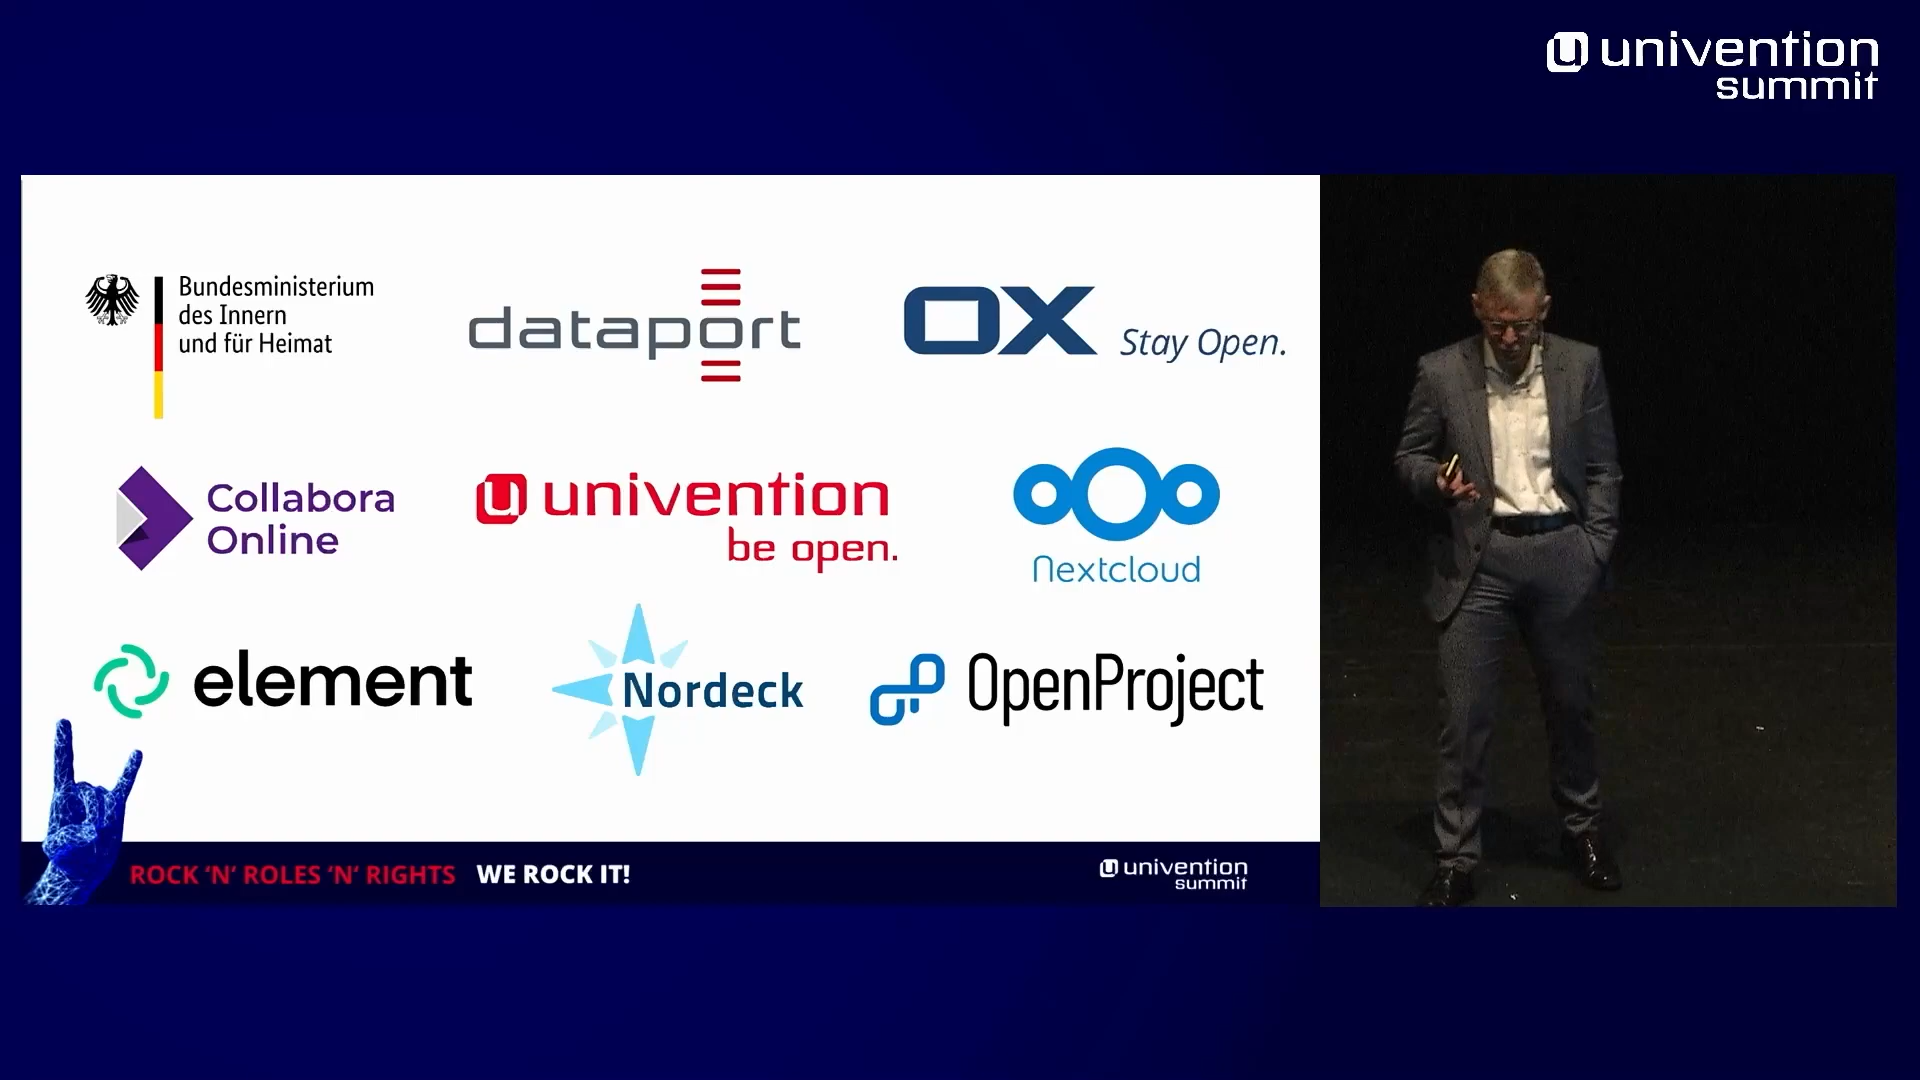 univention
summit
Bundesministerium
des Innern
und für Heimat
dataport
OX Stay Open.
Collabora
Online
univention
be open.
Nextcloud
element
Nordeck
OpenProject
ROCK ‘N’ ROLES ‘N’ RIGHTS WE ROCK IT!
univention
summit